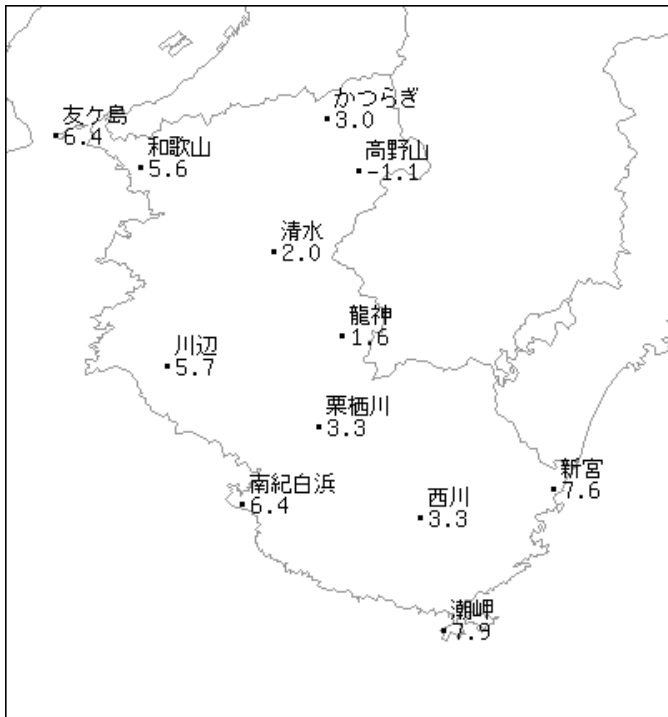 かつらぎ
3.0
友ケ島
6.4
和歌山
5.6
高野山
-1.1
清水
2.0
龍神
1.6
川辺
5.7
栗栖川
3.3
新宮
7.6
南紀白浜
6.4
西川
3.3
潮岬
7.9